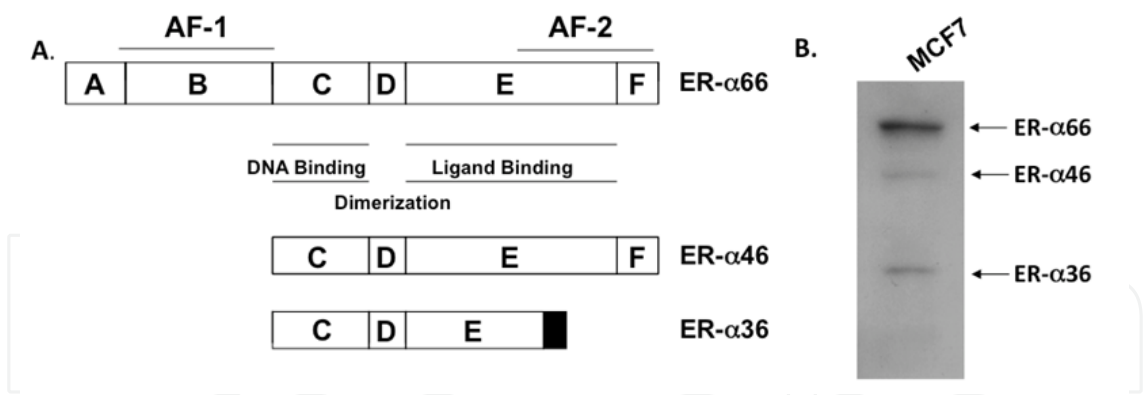 A.
AF-1
AF-2
A B C D E F ER-α66
DNA Binding
Ligand Binding
Dimerization
C D E F ER-α46
C D E ER-α36
B.
MCF7
ER-α66
ER-α46
ER-α36